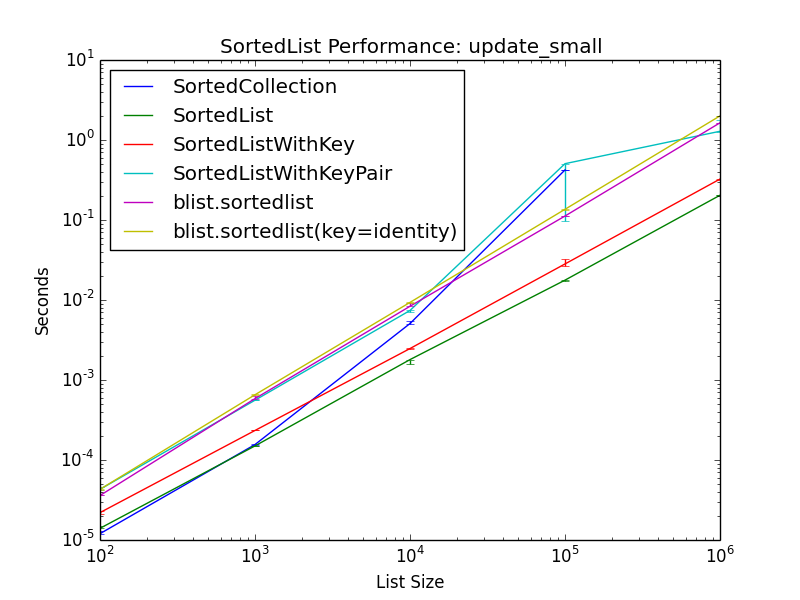 SortedList Performance: update_small
10^1
10^0
10^-1
10^-2
10^-3
10^-4
10^-5
Seconds
SortedCollection
SortedList
SortedListWithKey
SortedListWithKeyPair
blist.sortedlist
blist.sortedlist(key=identity)
10^2 10^3 10^4 10^5 10^6
List Size